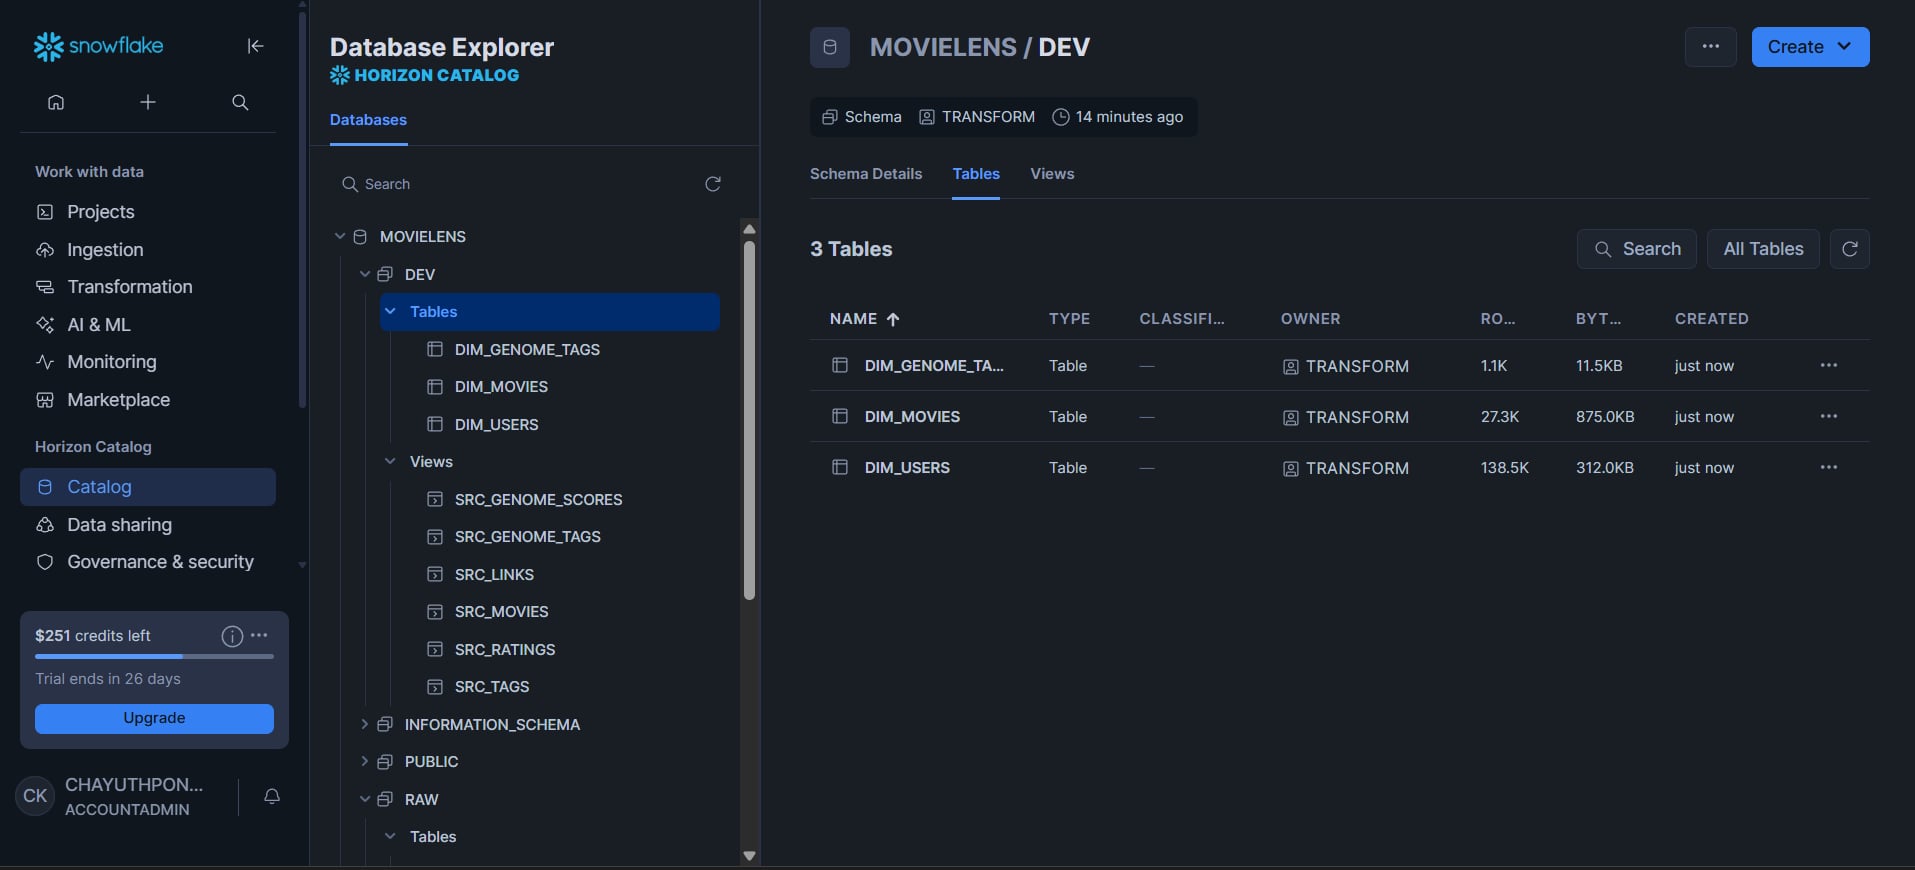 snowflake
Work with data
Projects
Ingestion
Transformation
AI & ML
Monitoring
Marketplace
Horizon Catalog
Catalog
Data sharing
Governance & security
$251 credits left
Trial ends in 26 days
Upgrade
CK
CHAYUTHPON...
ACCOUNTADMIN
Database Explorer
HORIZON CATALOG
Databases
Search
MOVIELENS
DEV
Tables
DIM_GENOME_TAGS
DIM_MOVIES
DIM_USERS
Views
SRC_GENOME_SCORES
SRC_GENOME_TAGS
SRC_LINKS
SRC_MOVIES
SRC_RATINGS
SRC_TAGS
INFORMATION_SCHEMA
PUBLIC
RAW
Tables
MOVIELENS / DEV
Create
Schema TRANSFORM 14 minutes ago
Schema Details Tables Views
3 Tables
Search All Tables
NAME TYPE CLASSIFI... OWNER RO... BYT... CREATED
DIM_GENOME_TA... Table — TRANSFORM 1.1K 11.5KB just now
DIM_MOVIES Table — TRANSFORM 27.3K 875.0KB just now
DIM_USERS Table — TRANSFORM 138.5K 312.0KB just now